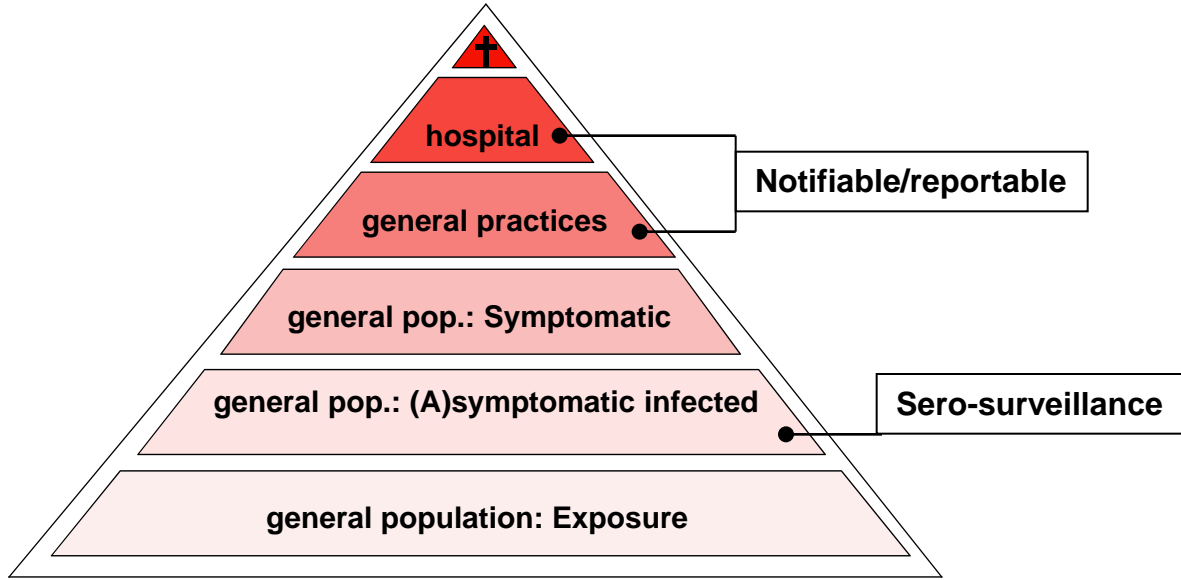 hospital
Notifiable/reportable
general practices
general pop.: Symptomatic
general pop.: (A)symptomatic infected
Sero-surveillance
general population: Exposure